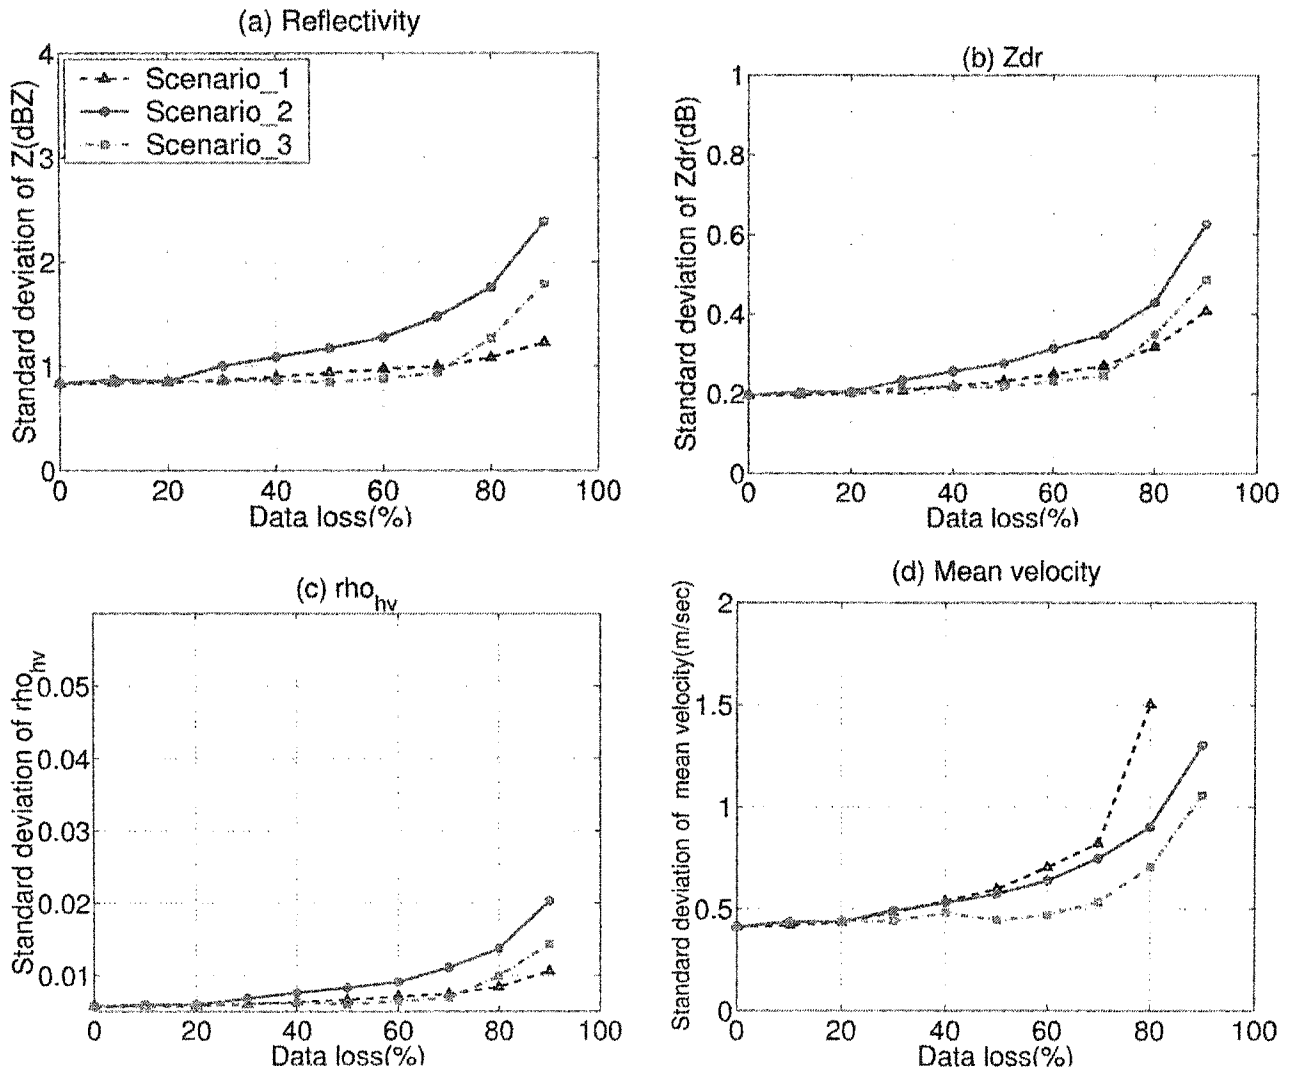 (a) Reflectivity
4
3
2
1
0
Standard deviation of Z(dBZ)
Scenario_1
Scenario_2
Scenario_3
0 20 40 60 80 100
Data loss(%)
(b) Zdr
1
0.8
0.6
0.4
0.2
0
Standard deviation of Zdr(dB)
0 20 40 60 80 100
Data loss(%)
(c) rho_hv
0.05
0.04
0.03
0.02
0.01
Standard deviation of rho_hv
0 20 40 60 80 100
Data loss(%)
(d) Mean velocity
2
1.5
1
0.5
0
Standard deviation of mean velocity(m/sec)
0 20 40 60 80 100
Data loss(%)